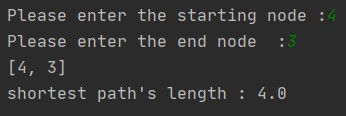 Please enter the starting node :4
Please enter the end node  :3
[4, 3]
shortest path's length : 4.0